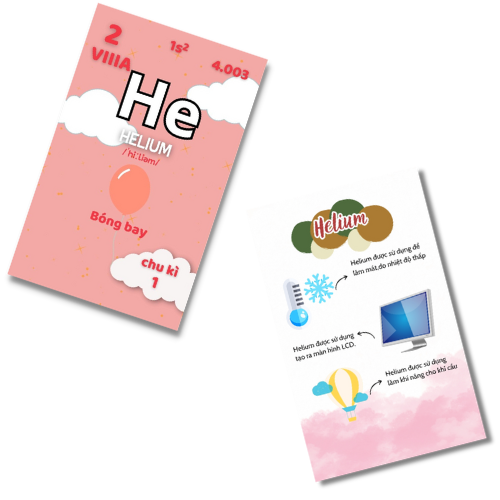 2
1s²
4.003
VIIIA
He
HELIUM
/ˈhiːliəm/
Bóng bay
chu kì
1
Helium
Helium được sử dụng để
làm mát.do nhiệt độ thấp
Helium được sử dụng
tạo ra màn hình LCD.
Helium được sử dụng
làm khí nâng cho khí cầu